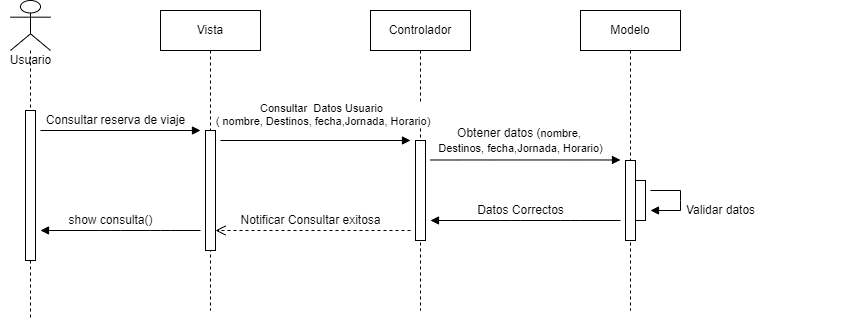 Vista
Controlador
Modelo
Usuario
Consultar reserva de viaje
Consultar  Datos Usuario
( nombre, Destinos, fecha,Jornada, Horario)
Obtener datos (nombre,
Destinos, fecha,Jornada, Horario)
show consulta()
Notificar Consultar exitosa
Datos Correctos
Validar datos